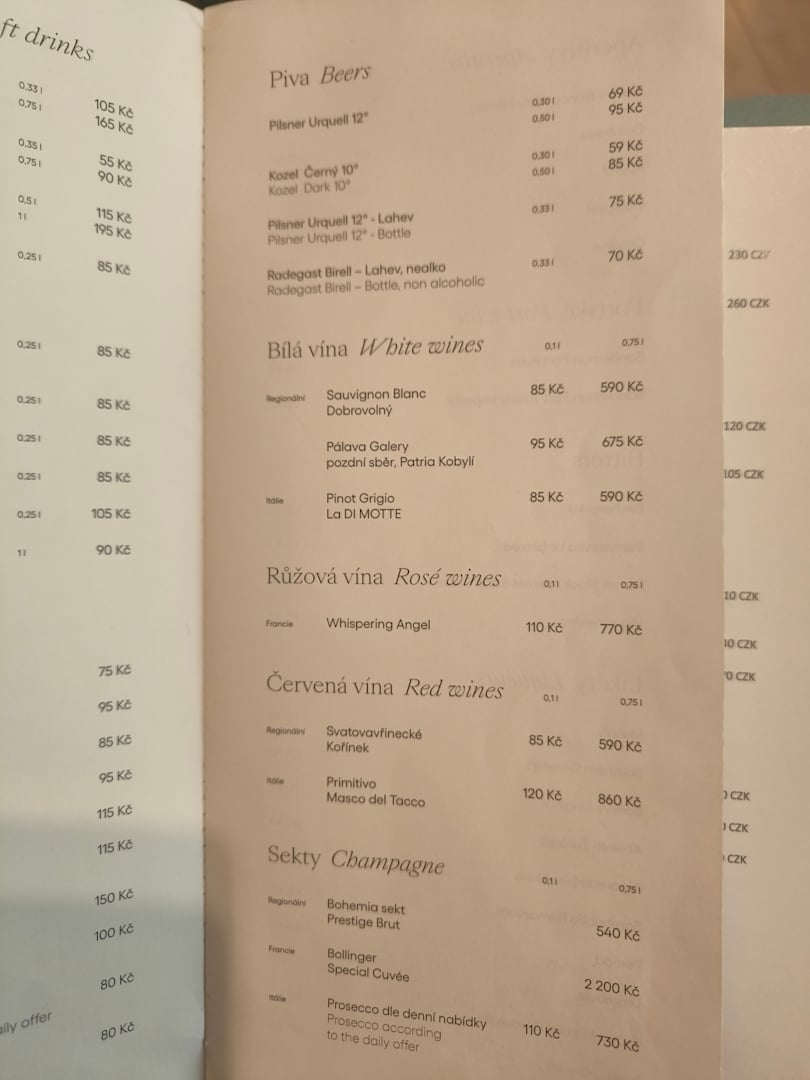 ft drinks
0,33 l 105 Kč
0,75 l 165 Kč
0,35 l 55 Kč
0,75 l 90 Kč
0,5 l 115 Kč
1 l 195 Kč
0,25 l 85 Kč
0,25 l 85 Kč
0,25 l 85 Kč
0,25 l 85 Kč
0,25 l 85 Kč
0,25 l 105 Kč
1 l 90 Kč
75 Kč
95 Kč
85 Kč
95 Kč
115 Kč
115 Kč
150 Kč
100 Kč
80 Kč
ily offer 80 Kč
Piva Beers
Pilsner Urquell 12° 0,30 l 69 Kč
0,50 l 95 Kč
Kozel Černý 10° 0,30 l 59 Kč
Kozel Dark 10° 0,50 l 85 Kč
Pilsner Urquell 12° - Lahev 0,33 l 75 Kč
Pilsner Urquell 12° - Bottle
Radegast Birell – Lahev, nealko 0,33 l 70 Kč
Radegast Birell – Bottle, non alcoholic
Bílá vína White wines 0,1 l 0,75 l
Regionální Sauvignon Blanc 85 Kč 590 Kč
Dobrovolný
Pálava Galery 95 Kč 675 Kč
pozdní sběr, Patria Kobylí
Itálie Pinot Grigio 85 Kč 590 Kč
La DI MOTTE
Růžová vína Rosé wines 0,1 l 0,75 l
Francie Whispering Angel 110 Kč 770 Kč
Červená vína Red wines 0,1 l 0,75 l
Regionální Svatovavřinecké 85 Kč 590 Kč
Kořínek
Itálie Primitivo 120 Kč 860 Kč
Masco del Tacco
Sekty Champagne 0,1 l 0,75 l
Regionální Bohemia sekt
Prestige Brut 540 Kč
Francie Bollinger
Special Cuvée 2 200 Kč
Itálie Prosecco dle denní nabídky 110 Kč 730 Kč
Prosecco according
to the daily offer
230 CZK
260 CZK
120 CZK
105 CZK
10 CZK
0 CZK
0 CZK
CZK
CZK
CZK